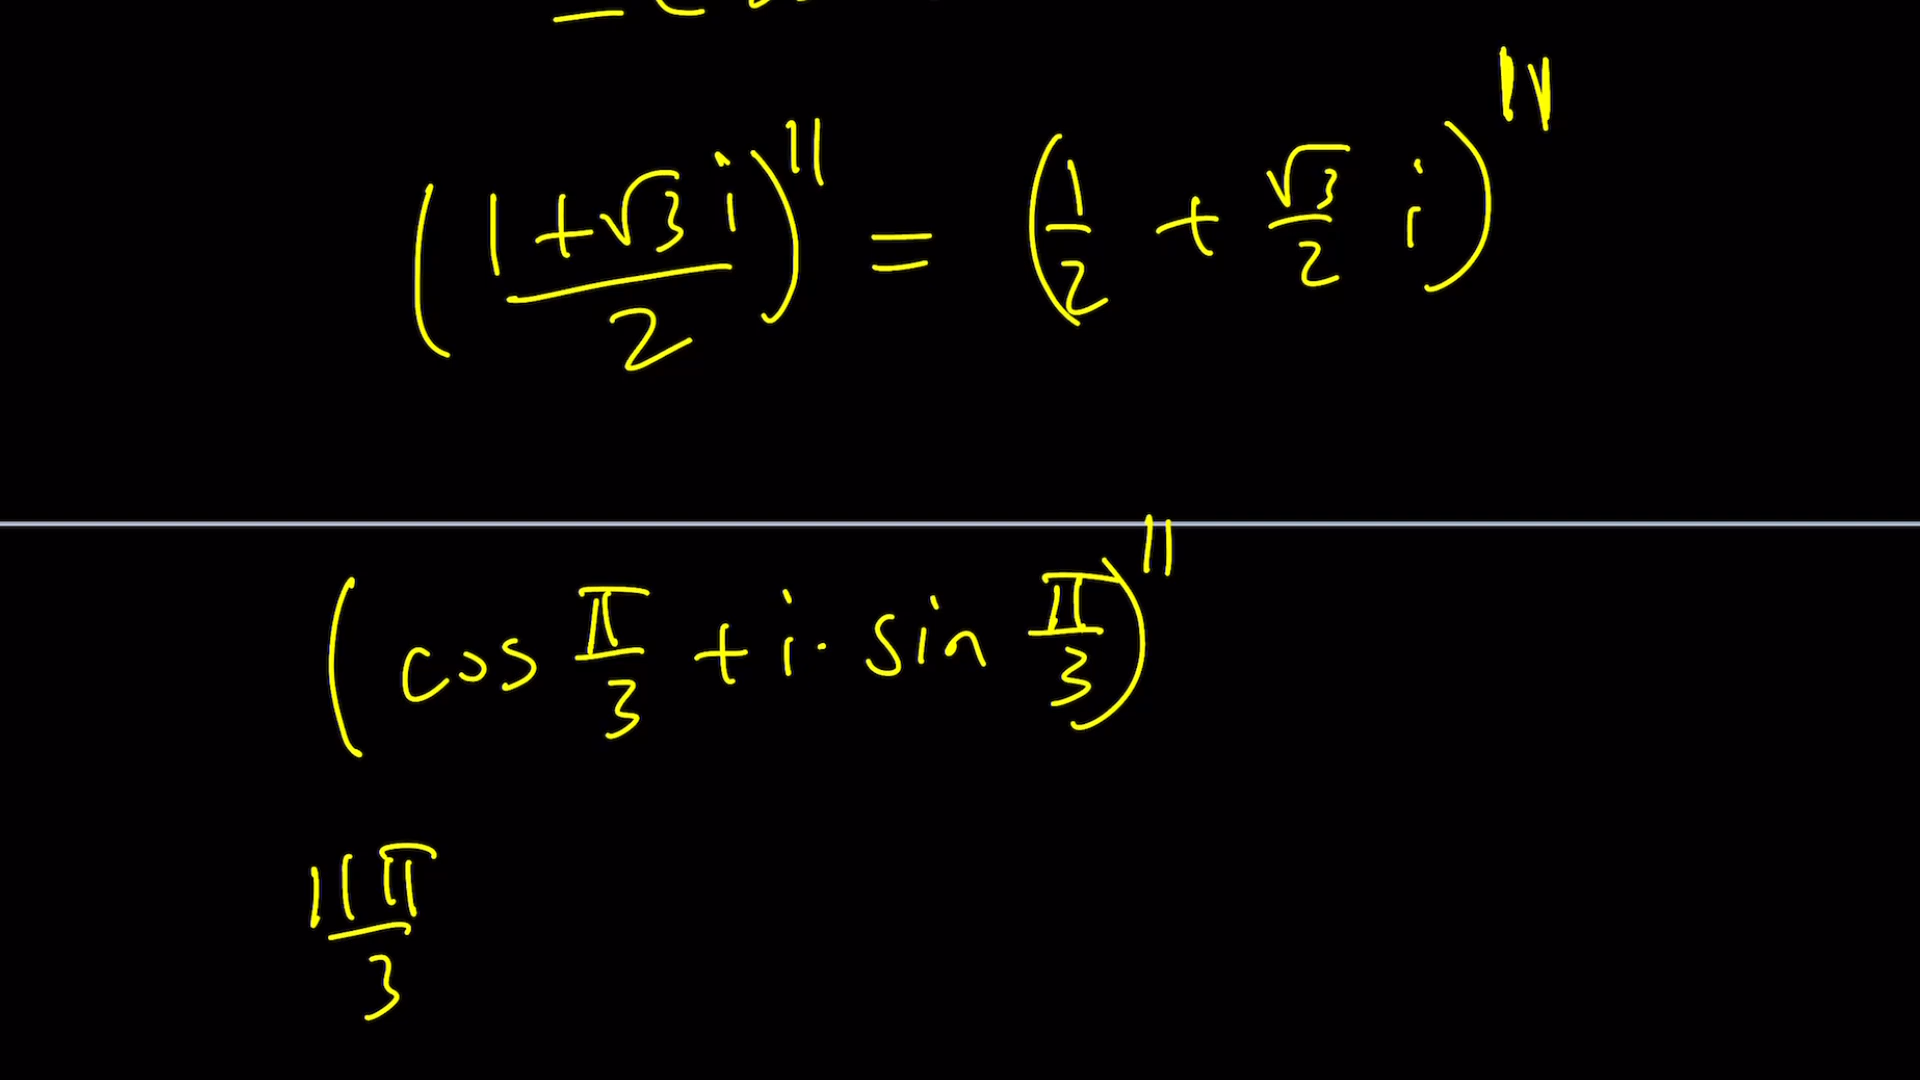 (1+√3 i / 2)^11 = (1/2 + √3/2 i)^11
(cos π/3 + i · sin π/3)^11
11π/3